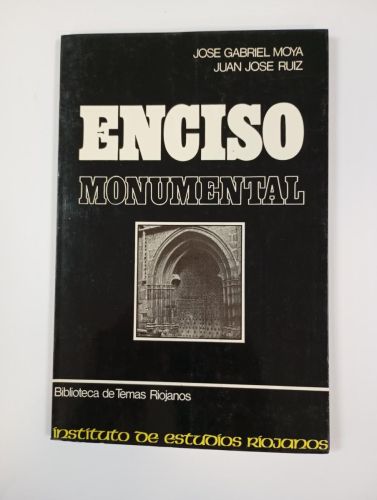 JOSE GABRIEL MOYA
JUAN JOSE RUIZ
ENCISO
MONUMENTAL
Biblioteca de Temas Riojanos
instituto de estudios Riojanos